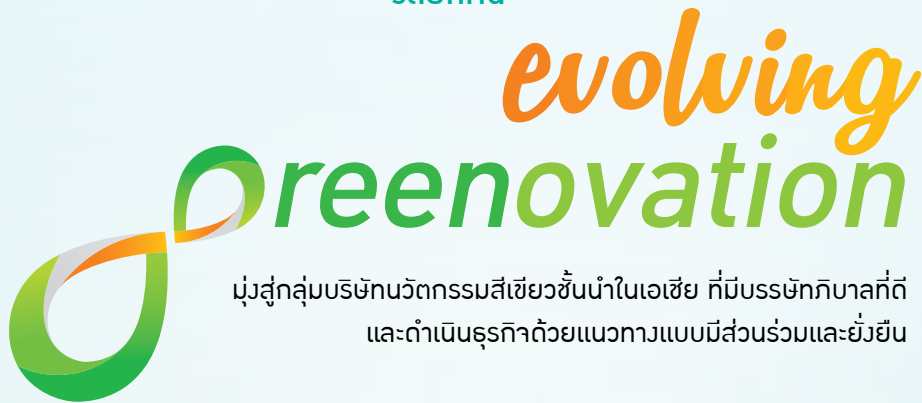 evolving
greenovation
มุ่งสู่กลุ่มบริษัทนวัตกรรมสีเขียวชั้นนำในเอเชีย ที่มีบรรษัทภิบาลที่ดี
และดำเนินธุรกิจด้วยแนวทางแบบมีส่วนร่วมและยั่งยืน